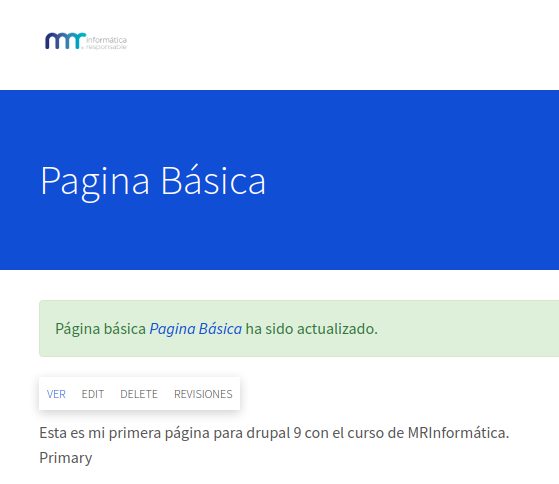 mmr informática
responsable
Pagina Básica
Página básica Pagina Básica ha sido actualizado.
VER EDIT DELETE REVISIONES
Esta es mi primera página para drupal 9 con el curso de MRInformática.
Primary